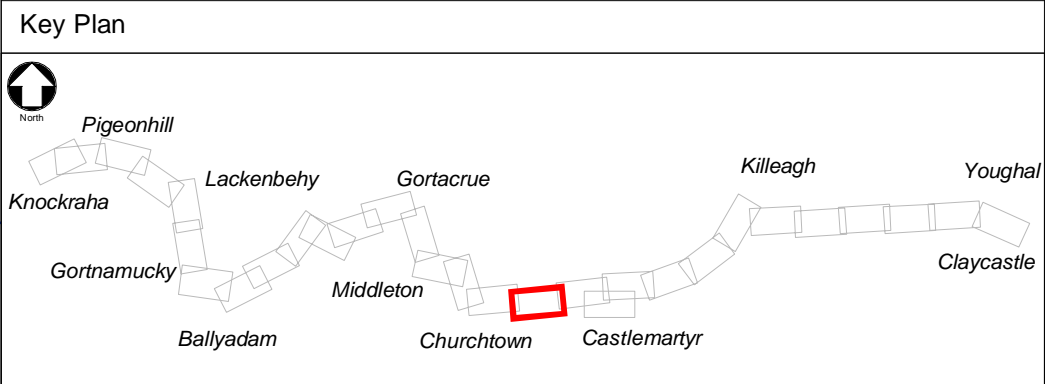 Key Plan
North
Pigeonhill
Killeagh
Youghal
Lackenbehy
Gortacrue
Knockraha
Claycastle
Gortnamucky
Middleton
Ballyadam
Churchtown
Castlemartyr